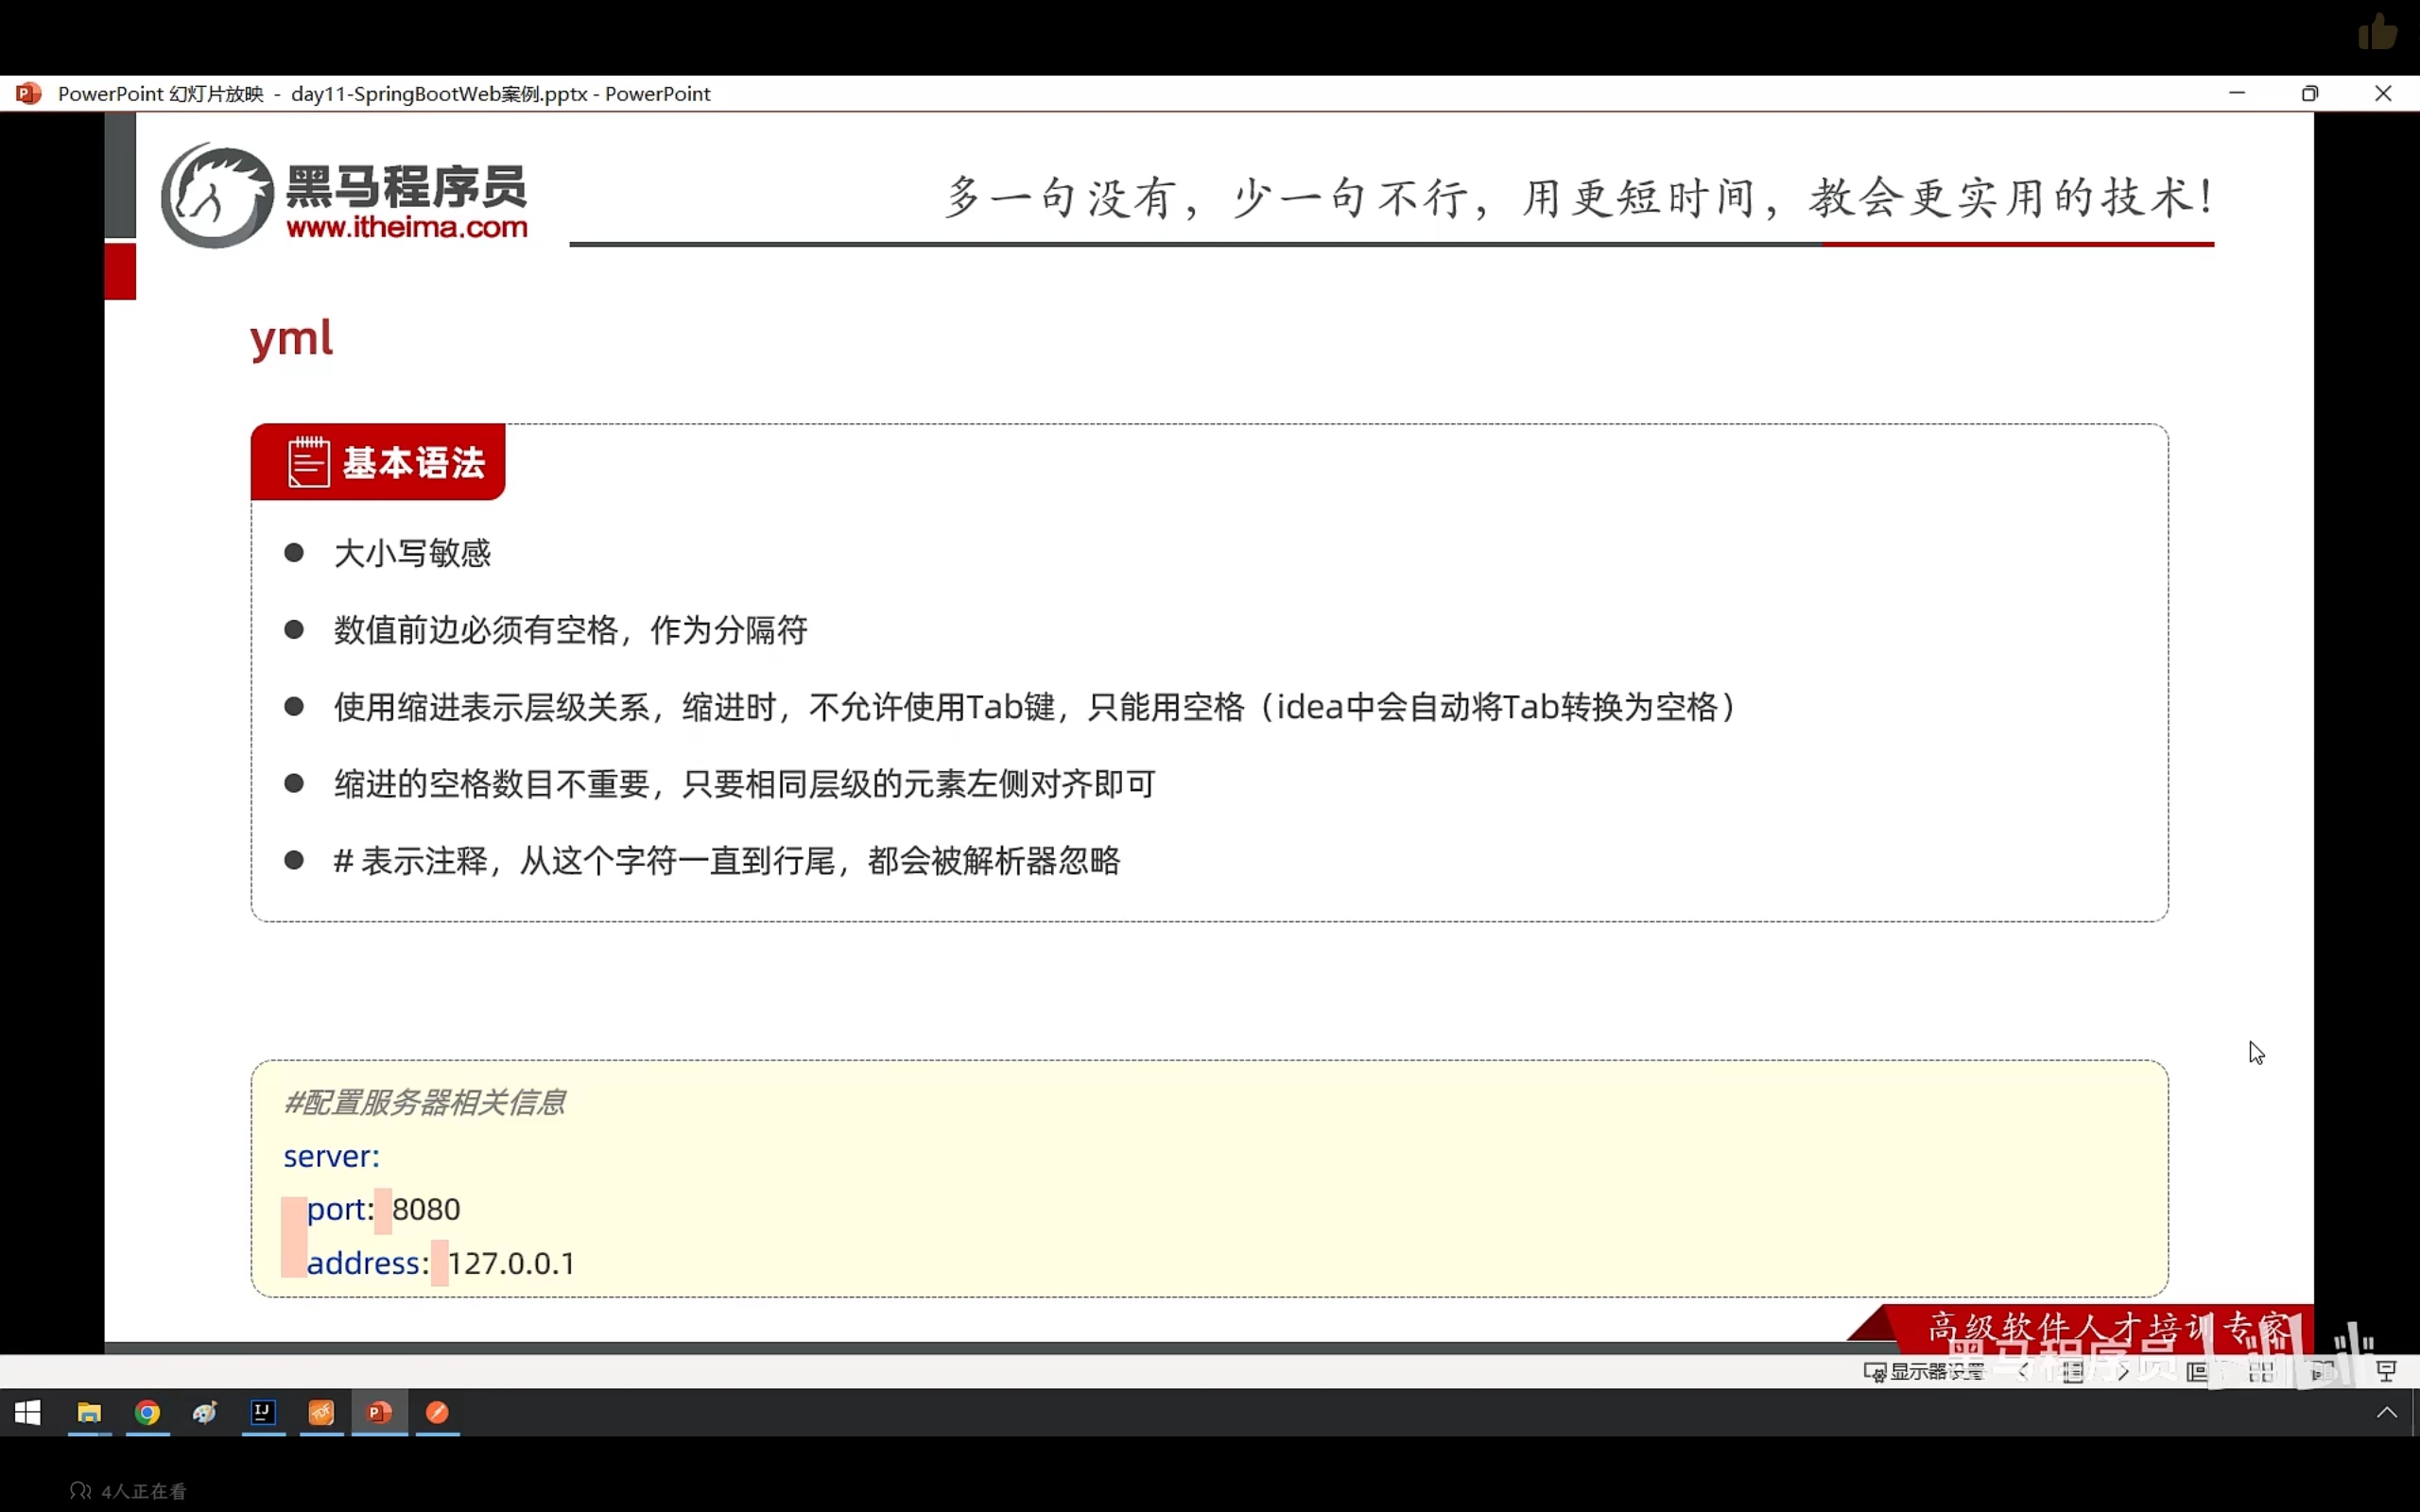 PowerPoint 幻灯片放映 - day11-SpringBootWeb案例.pptx - PowerPoint
黑马程序员
www.itheima.com
多一句没有，少一句不行，用更短时间，教会更实用的技术！
yml
基本语法
● 大小写敏感
● 数值前边必须有空格，作为分隔符
● 使用缩进表示层级关系，缩进时，不允许使用Tab键，只能用空格（idea中会自动将Tab转换为空格）
● 缩进的空格数目不重要，只要相同层级的元素左侧对齐即可
● # 表示注释，从这个字符一直到行尾，都会被解析器忽略
#配置服务器相关信息
server:
port: 8080
address: 127.0.0.1
高级软件人才培训专家
黑马程序员
显示器设置
4人正在看